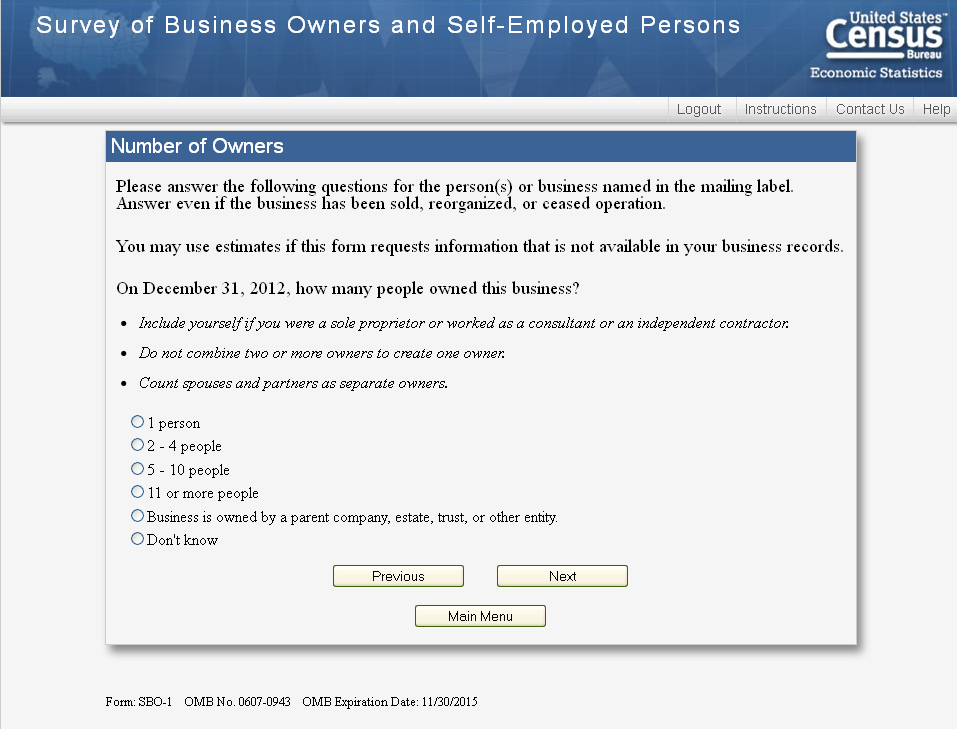 Survey of Business Owners and Self-Employed Persons
United States™
Census
Bureau
Economic Statistics
Logout Instructions Contact Us Help
Number of Owners
Please answer the following questions for the person(s) or business named in the mailing label.
Answer even if the business has been sold, reorganized, or ceased operation.
You may use estimates if this form requests information that is not available in your business records.
On December 31, 2012, how many people owned this business?
• Include yourself if you were a sole proprietor or worked as a consultant or an independent contractor.
• Do not combine two or more owners to create one owner.
• Count spouses and partners as separate owners.
1 person
2 - 4 people
5 - 10 people
11 or more people
Business is owned by a parent company, estate, trust, or other entity.
Don't know
Previous Next
Main Menu
Form: SBO-1 OMB No. 0607-0943 OMB Expiration Date: 11/30/2015